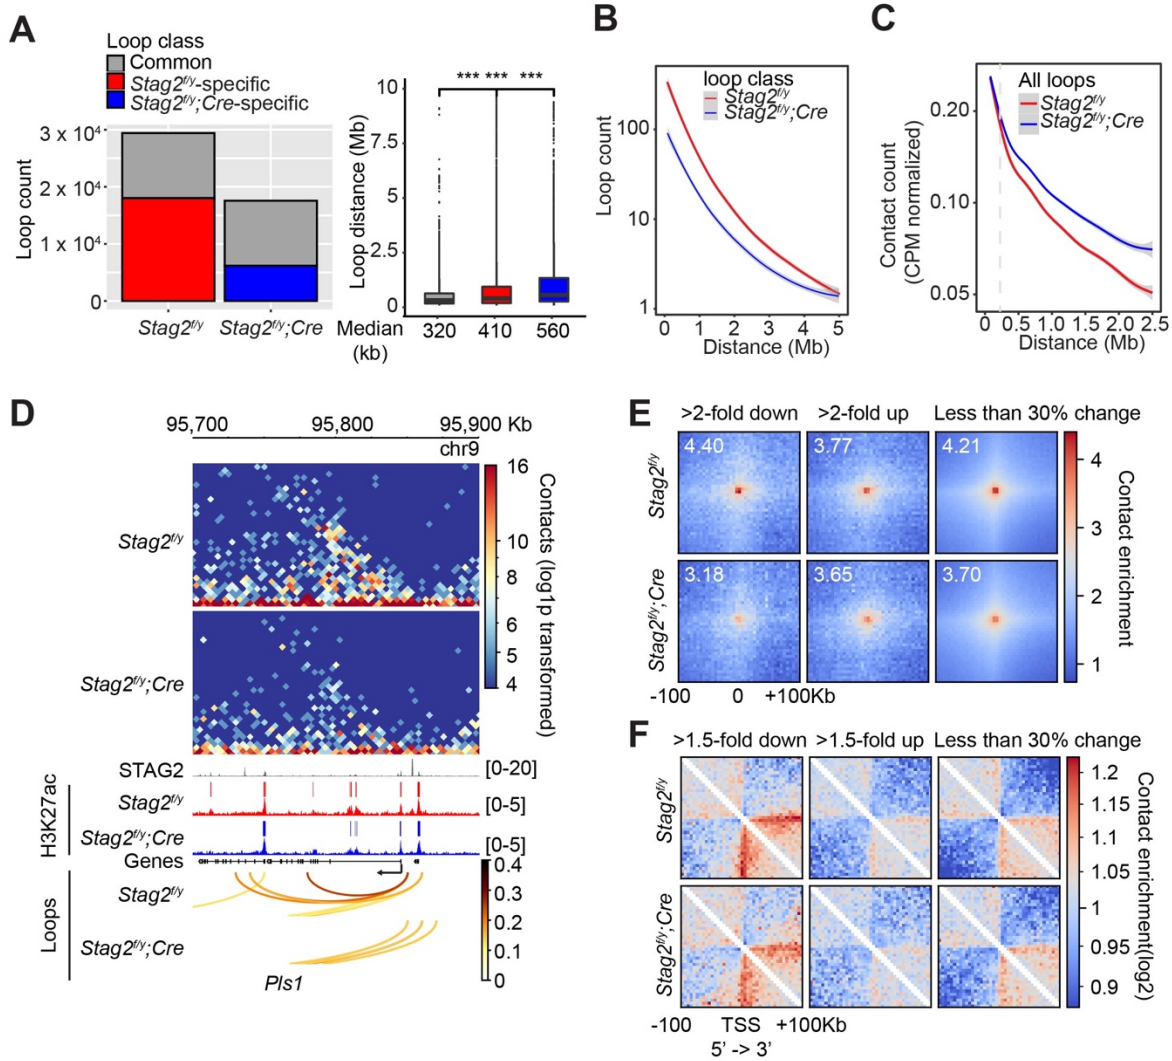 A
Loop class
Common
Stag2f/y-specific
Stag2f/y;Cre-specific
Loop count
3 x 10⁴
2 x 10⁴
1 x 10⁴
0
Stag2f/y
Stag2f/y;Cre
*** *** ***
Loop distance (Mb)
10
7.5
5
2.5
0
Median (kb)
320 410 560
B
loop class
Stag2f/y
Stag2f/y;Cre
Loop count
100
10
1
0 1 2 3 4 5
Distance (Mb)
C
All loops
Stag2f/y
Stag2f/y;Cre
Contact count
(CPM normalized)
0.20
0.10
0.05
0 0.5 1.0 1.5 2.0 2.5
Distance (Mb)
D
95,700 95,800 95,900 Kb
chr9
Stag2f/y
Stag2f/y;Cre
16
10
8
6
5
4
Contacts (log1p transformed)
STAG2 [0-20]
H3K27ac
Stag2f/y [0-5]
Stag2f/y;Cre [0-5]
Genes
Loops
Stag2f/y
Stag2f/y;Cre
0.4
0.3
0.2
0.1
0
Pls1
E
>2-fold down >2-fold up Less than 30% change
Stag2f/y
4.40 3.77 4.21
Stag2f/y;Cre
3.18 3.65 3.70
-100 0 +100Kb
4
3
2
1
Contact enrichment
F
>1.5-fold down >1.5-fold up Less than 30% change
Stag2f/y
Stag2f/y;Cre
-100 TSS +100Kb
5' -> 3'
1.2
1.15
1.10
1.05
1
0.95
0.9
Contact enrichment(log2)